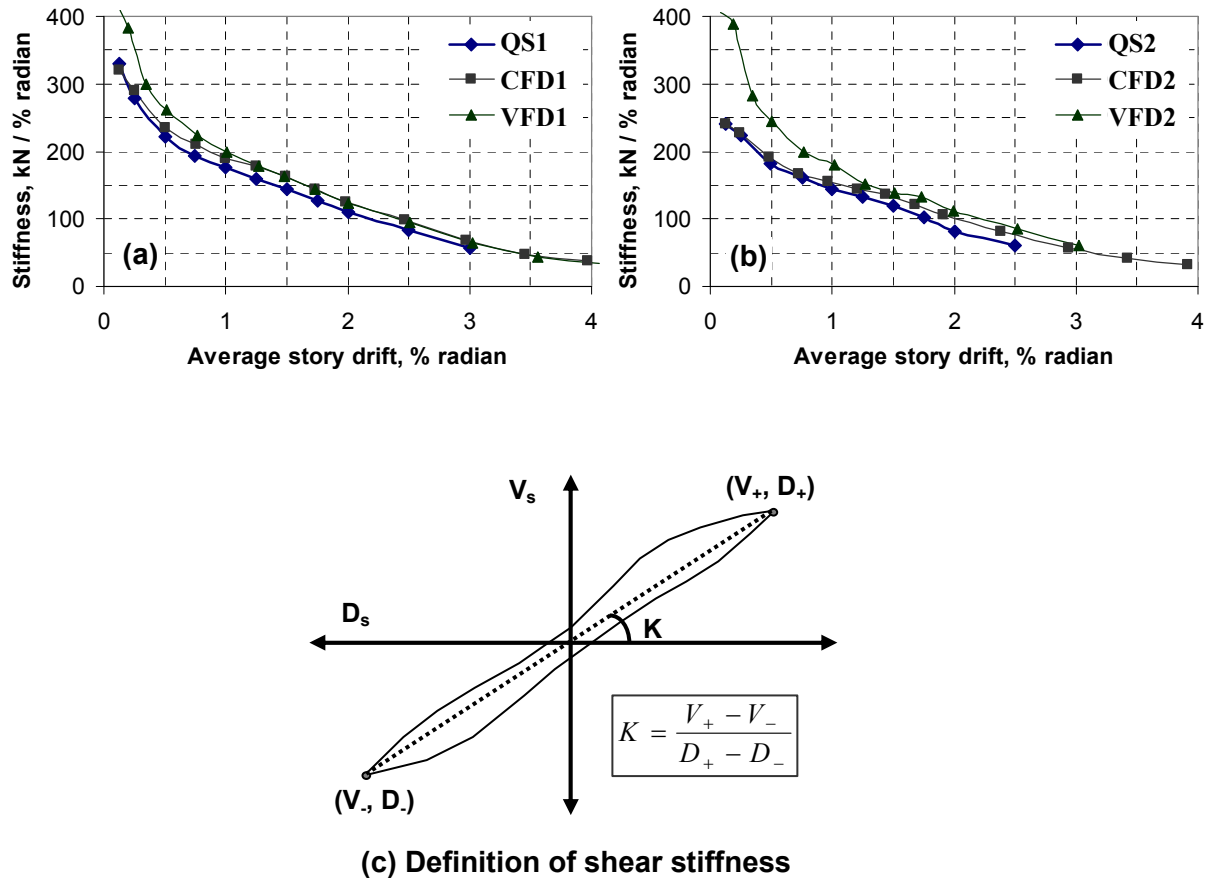 400
300
200
100
0
Stiffness, kN / % radian
QS1
CFD1
VFD1
(a)
0 1 2 3 4
Average story drift, % radian
400
300
200
100
0
Stiffness, kN / % radian
QS2
CFD2
VFD2
(b)
0 1 2 3 4
Average story drift, % radian
Vs
(V+, D+)
Ds
K
K = (V+ − V−) / (D+ − D−)
(V-, D-)
(c) Definition of shear stiffness